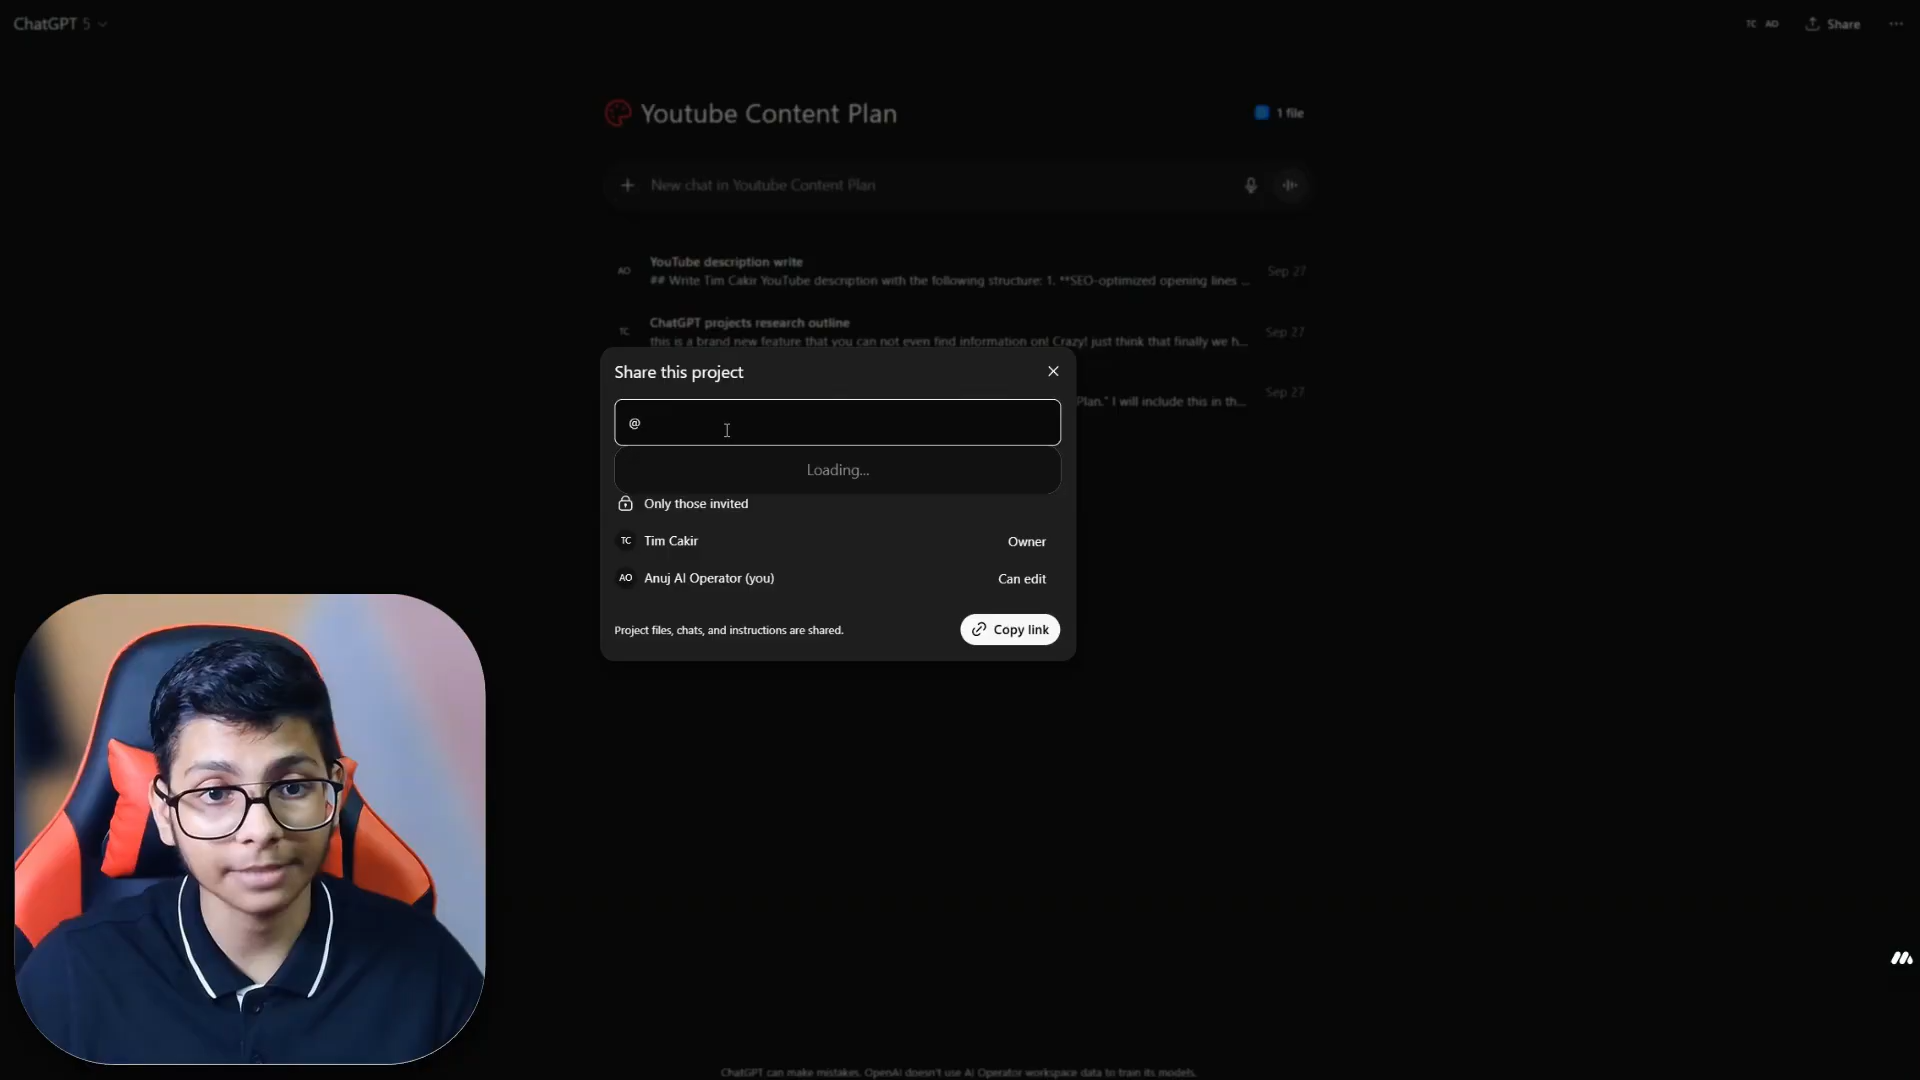 ChatGPT 5
TC AO Share
Youtube Content Plan
1 file
New chat in Youtube Content Plan
AO
YouTube description write
## Write Tim Cakir YouTube description with the following structure: 1. **SEO-optimized opening lines ...
Sep 27
TC
ChatGPT projects research outline
this is a brand new feature that you can not even find information on! Crazy! just think that finally we h...
Sep 27
Plan." I will include this in th...
Sep 27
Share this project
@
Loading...
Only those invited
TC Tim Cakir Owner
AO Anuj AI Operator (you) Can edit
Project files, chats, and instructions are shared.
Copy link
ChatGPT can make mistakes. OpenAI doesn't use AI Operator workspace data to train its models.